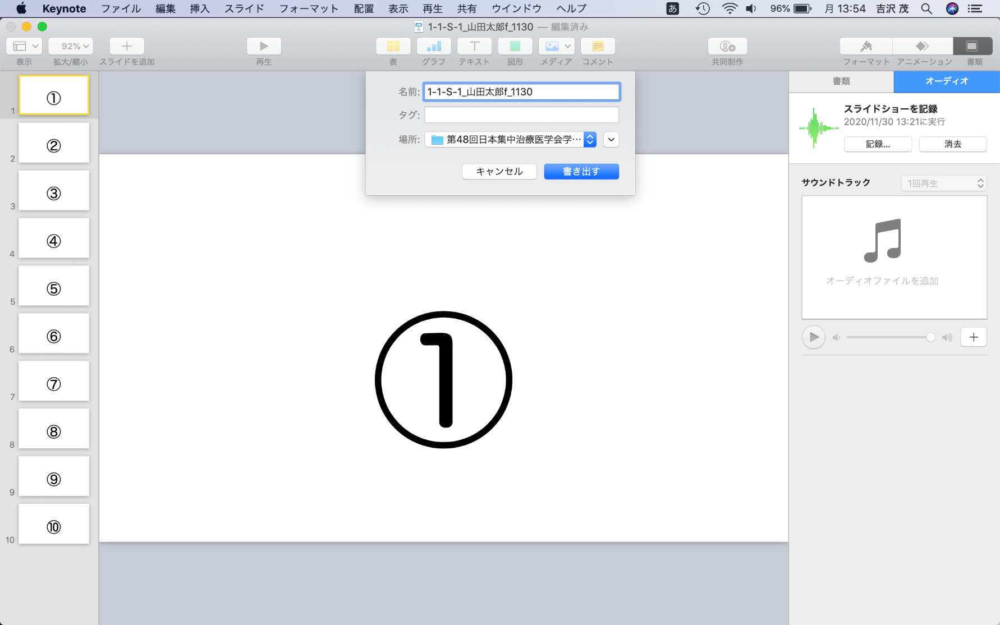 Keynote ファイル 編集 挿入 スライド フォーマット 配置 表示 再生 共有 ウインドウ ヘルプ あ 96% 月 13:54 吉沢 茂
1-1-S-1_山田太郎f_1130 — 編集済み
92%
表示 拡大/縮小 スライドを追加 再生 表 グラフ テキスト 図形 メディア コメント 共同制作 フォーマット アニメーション 書類
名前: 1-1-S-1_山田太郎f_1130
タグ:
場所: 第48回日本集中治療医学会学…
キャンセル 書き出す
書類 オーディオ
スライドショーを記録
2020/11/30 13:21に実行
記録... 消去
サウンドトラック 1回再生
オーディオファイルを追加
①
1
②
2
③
3
④
4
⑤
5
⑥
6
⑦
7
⑧
8
⑨
9
⑩
10
①